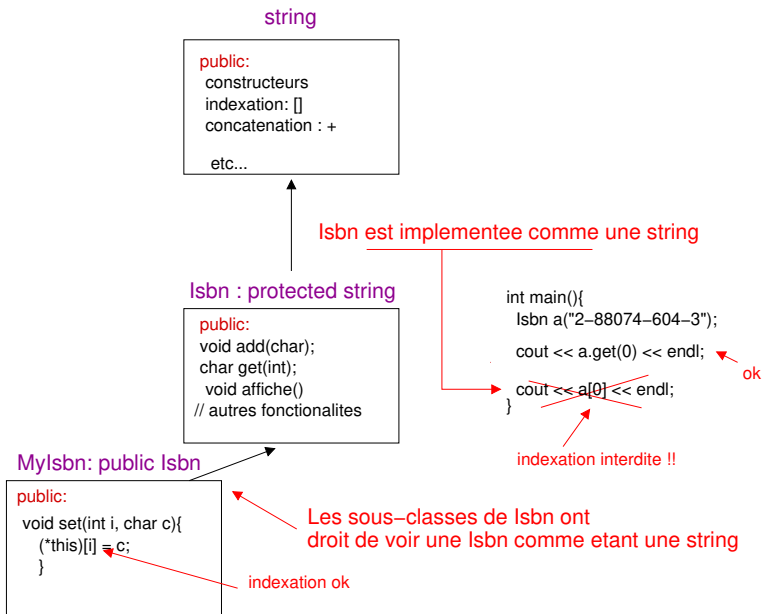 string
public:
constructeurs
indexation: []
concatenation : +
etc...
Isbn est implementee comme une string
Isbn : protected string
public:
void add(char);
char get(int);
void affiche()
// autres fonctionalites
int main(){
Isbn a("2−88074−604−3");
cout << a.get(0) << endl;
ok
cout << a[0] << endl;
}
indexation interdite !!
MyIsbn: public Isbn
public:
void set(int i, char c){
(*this)[i] = c;
}
indexation ok
Les sous−classes de Isbn ont
droit de voir une Isbn comme etant une string